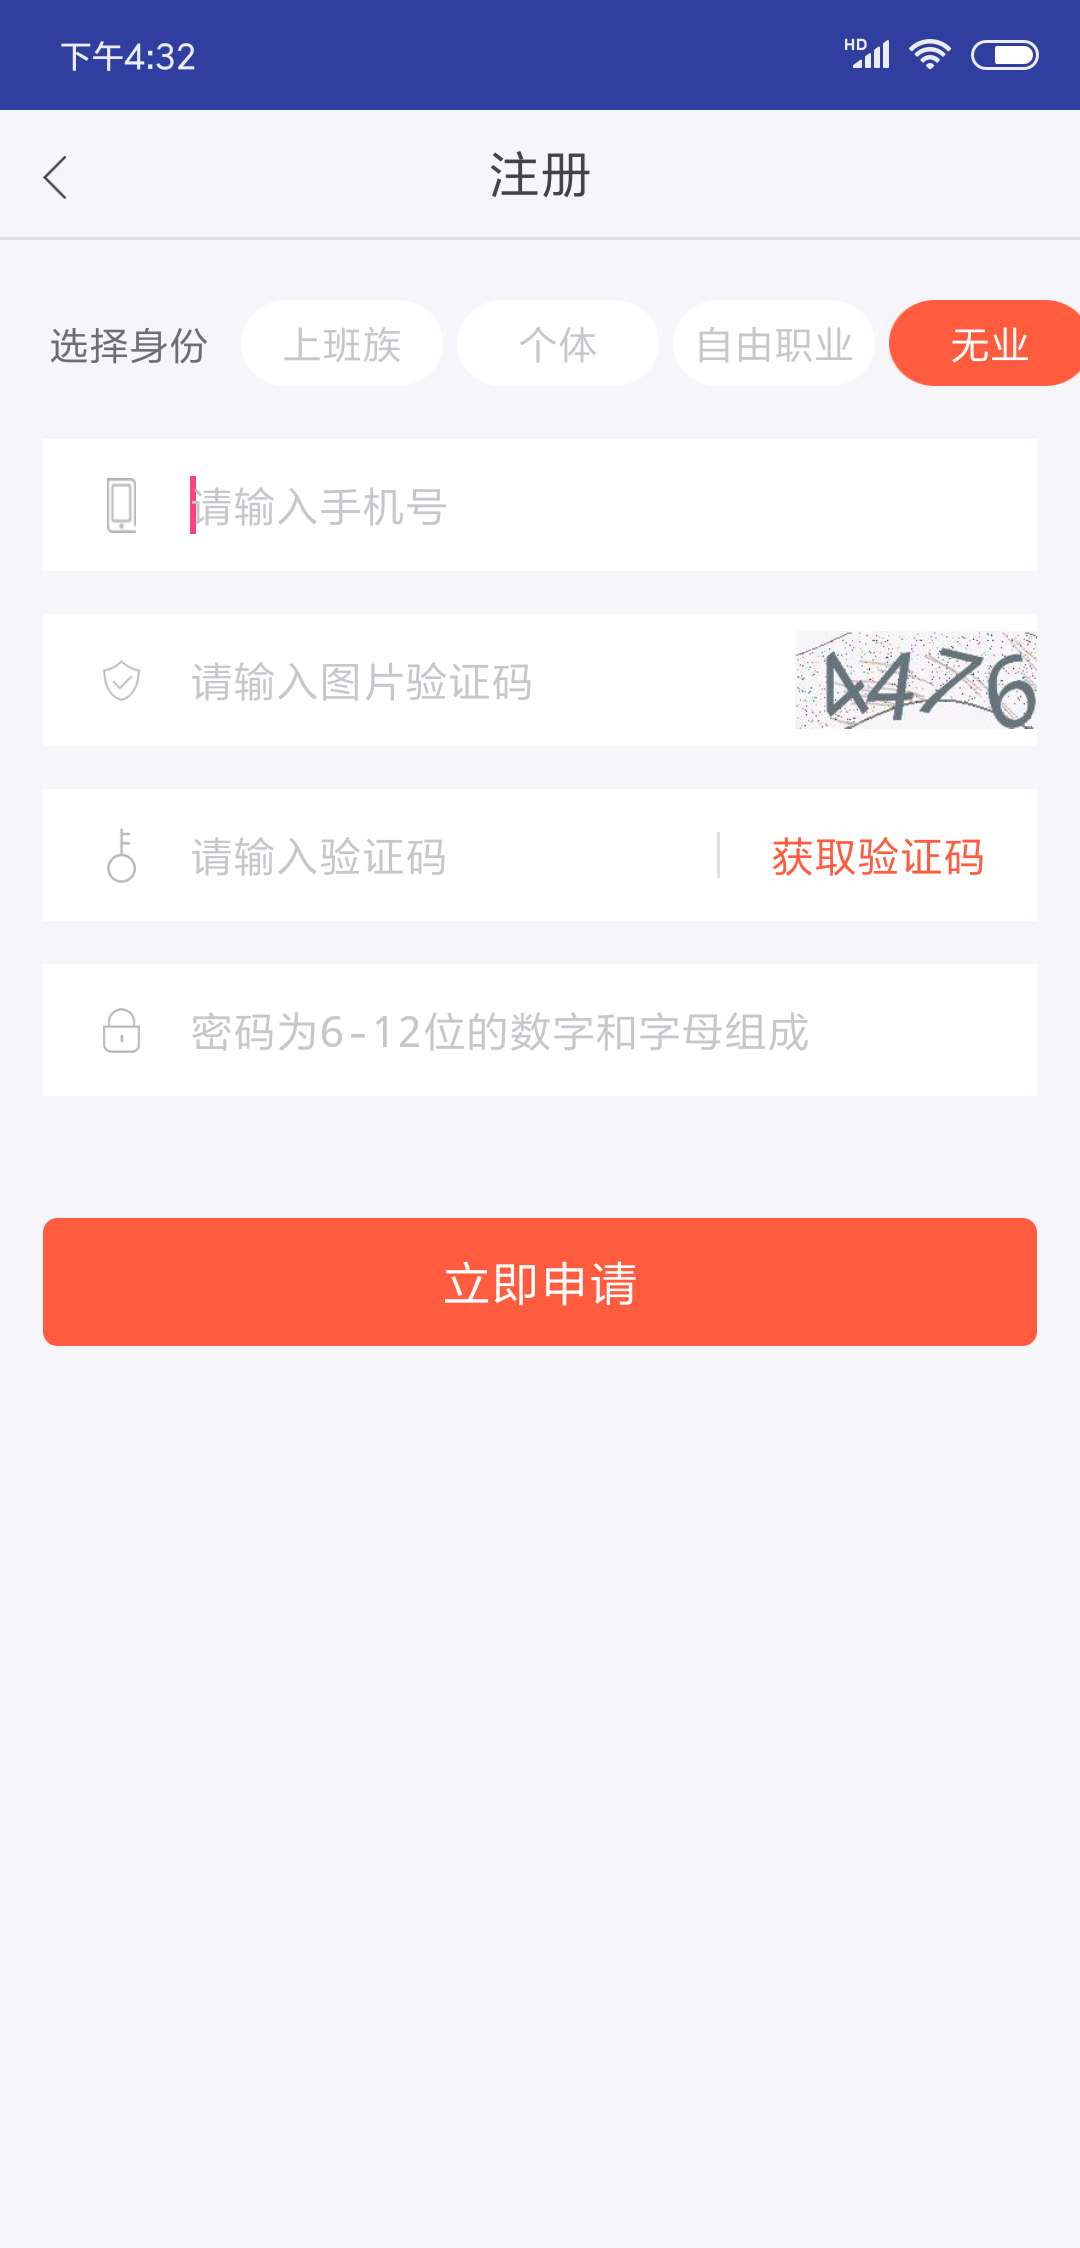 下午4:32
HD
注册
选择身份 上班族 个体 自由职业 无业
请输入手机号
请输入图片验证码 4476
请输入验证码 获取验证码
密码为6-12位的数字和字母组成
立即申请